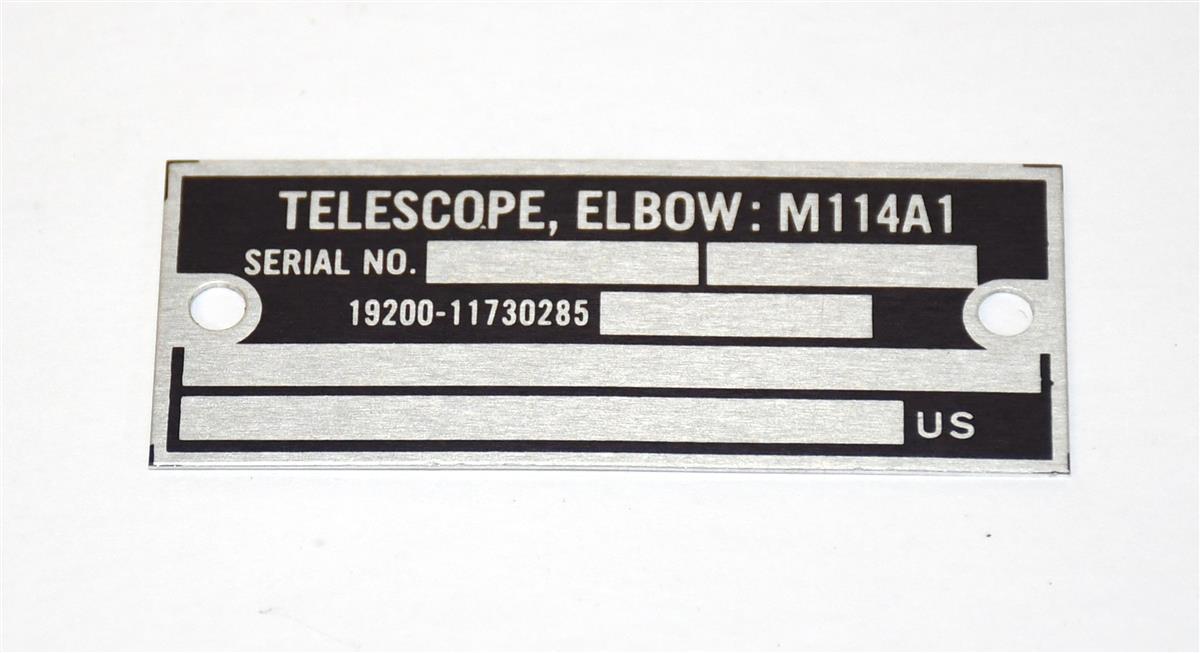 TELESCOPE, ELBOW: M114A1
SERIAL NO.
19200-11730285
US